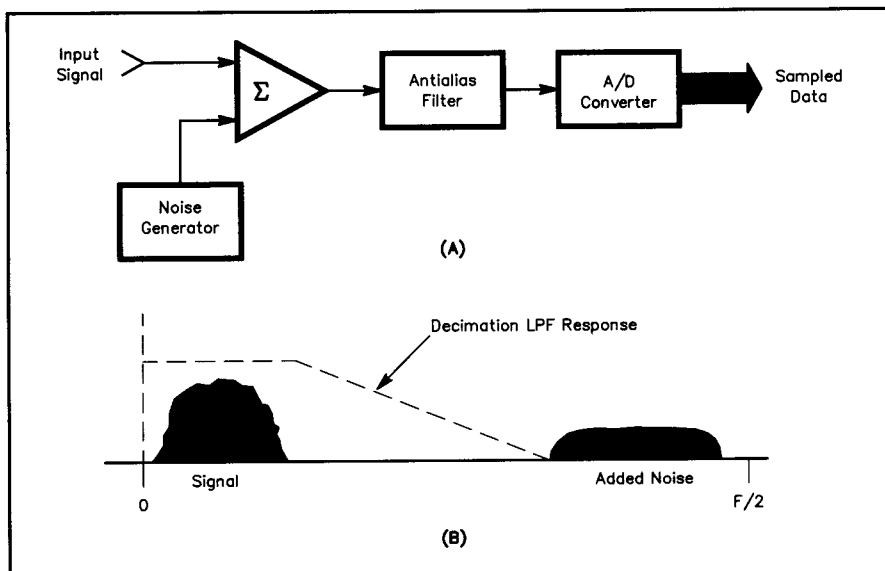 Input
Signal
Σ
Antialias
Filter
A/D
Converter
Sampled
Data
Noise
Generator
(A)
Decimation LPF Response
Signal
Added Noise
0
F/2
(B)